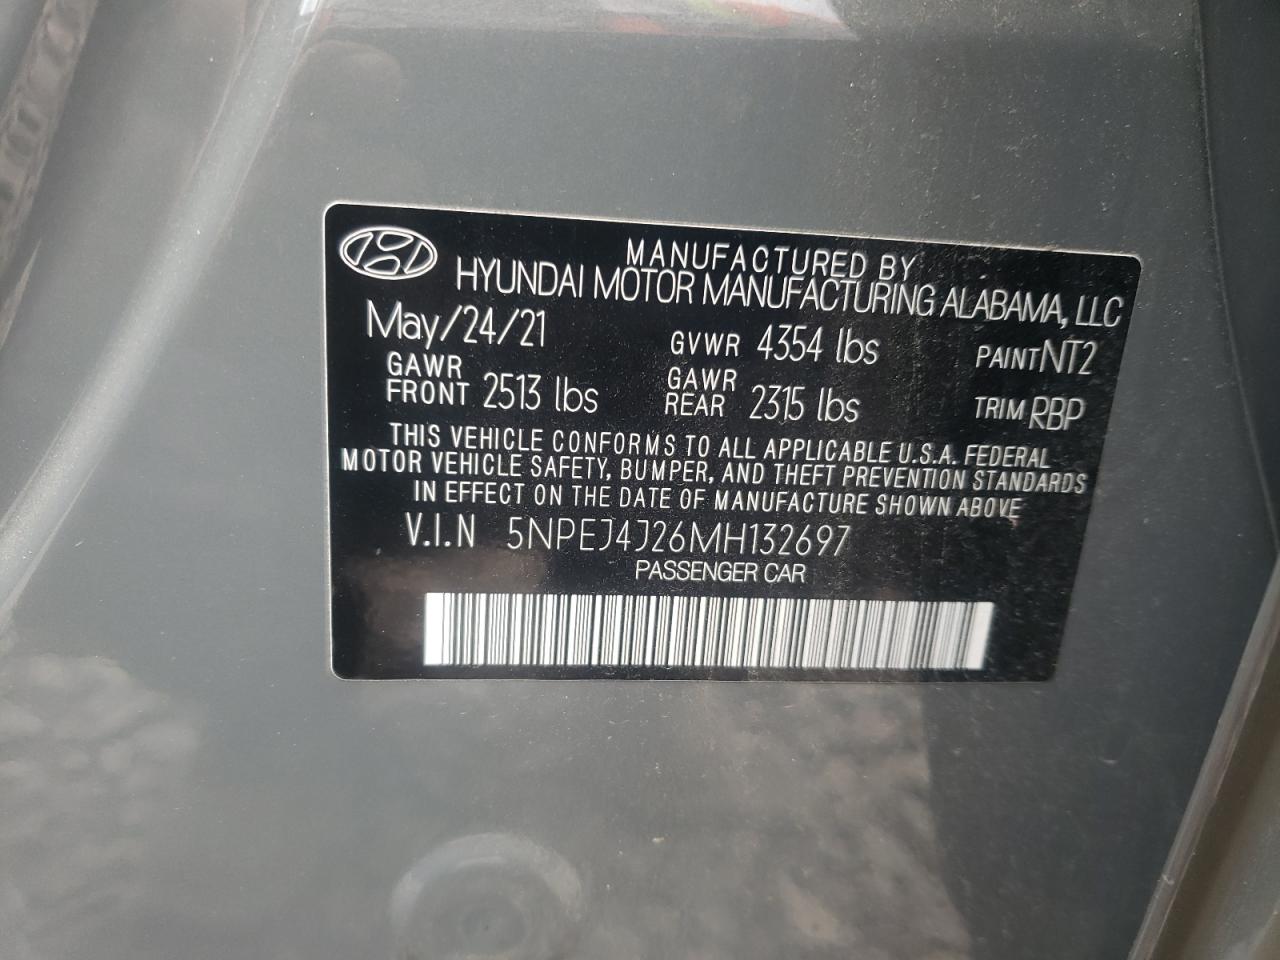 MANUFACTURED BY
HYUNDAI MOTOR MANUFACTURING ALABAMA, LLC
May/24/21 GVWR 4354 lbs PAINT NT2
GAWR FRONT 2513 lbs GAWR REAR 2315 lbs TRIM RBP
THIS VEHICLE CONFORMS TO ALL APPLICABLE U.S.A. FEDERAL
MOTOR VEHICLE SAFETY, BUMPER, AND THEFT PREVENTION STANDARDS
IN EFFECT ON THE DATE OF MANUFACTURE SHOWN ABOVE
V.I.N 5NPEJ4J26MH132697
PASSENGER CAR